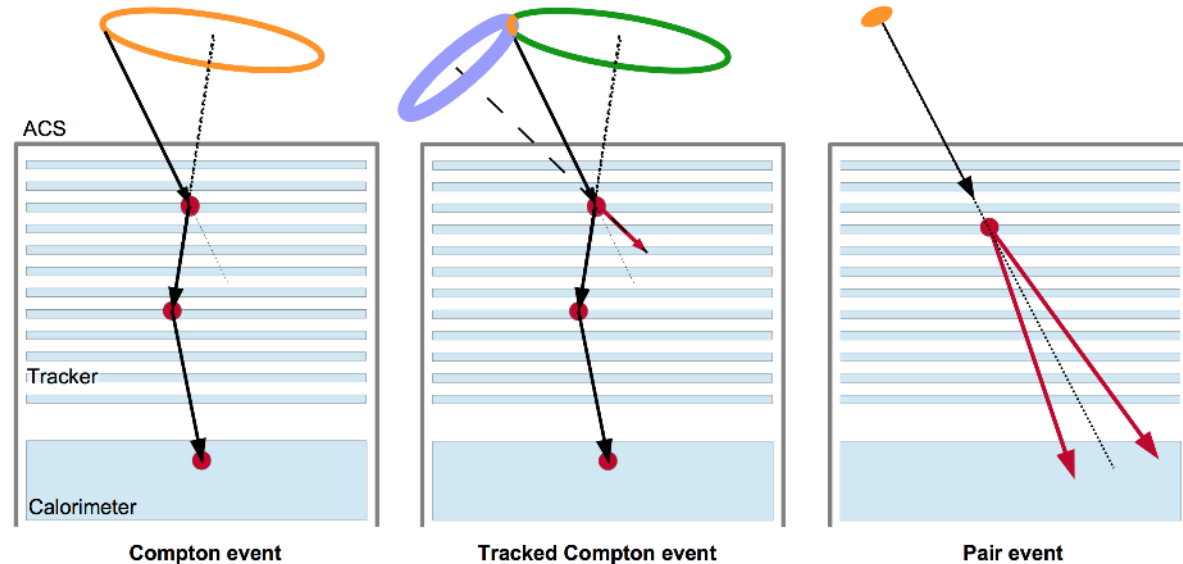 ACS
Tracker
Calorimeter
Compton event
Tracked Compton event
Pair event